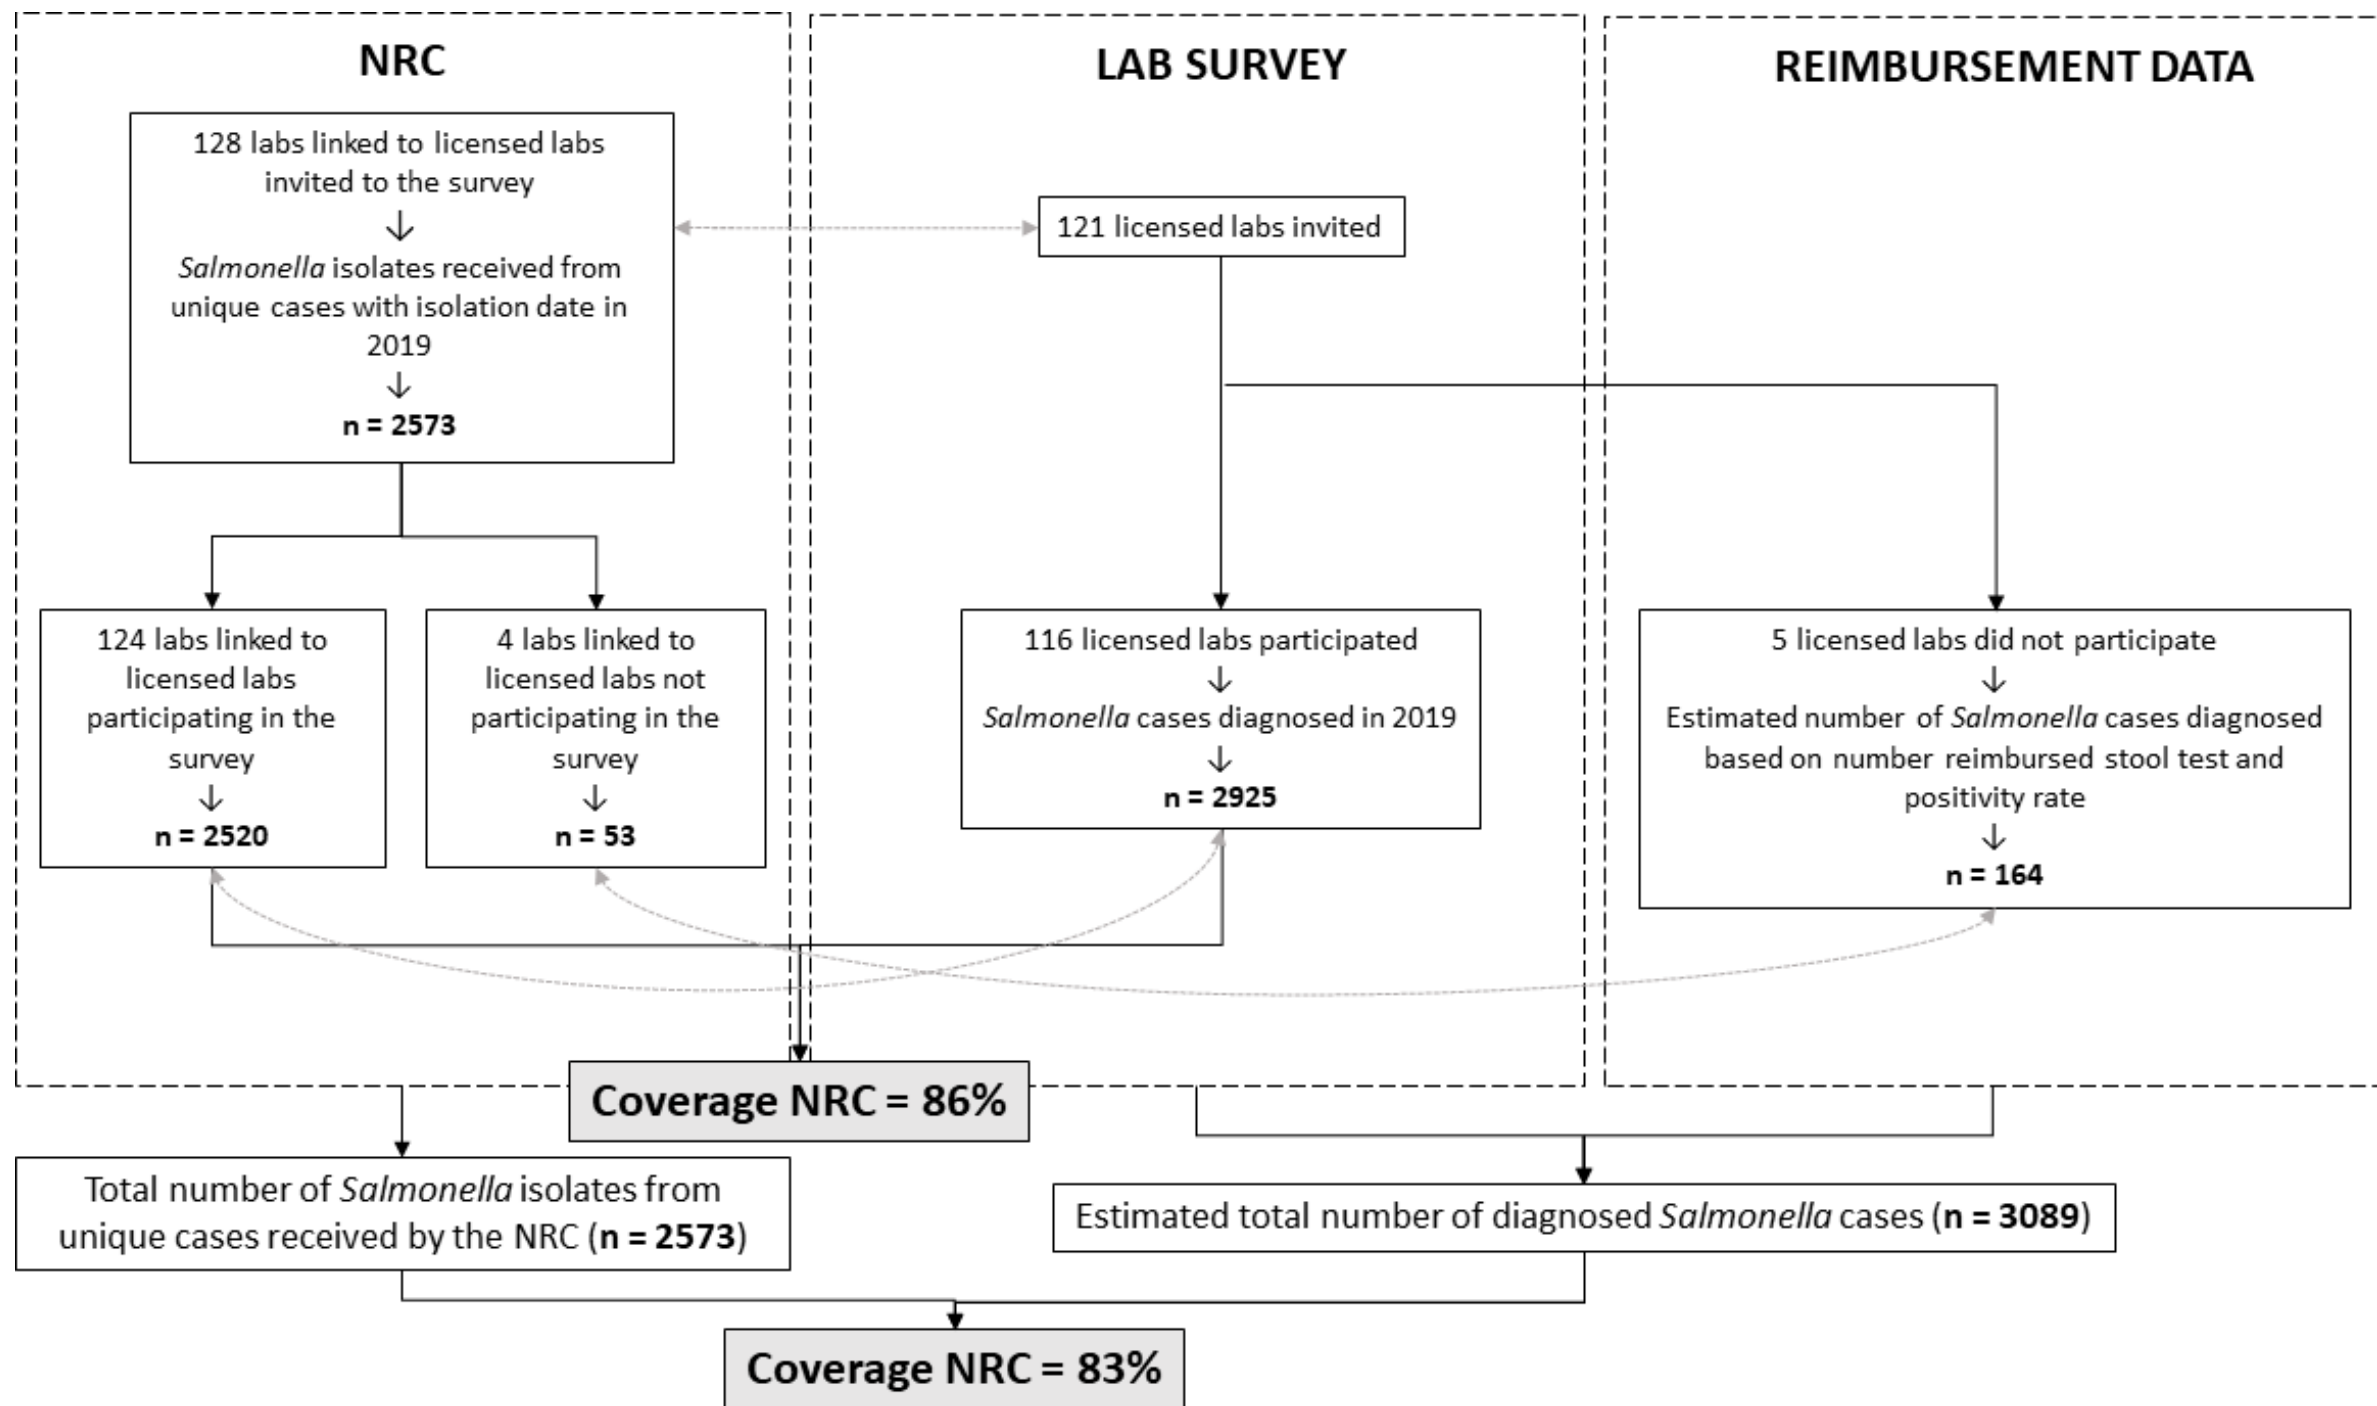 NRC
128 labs linked to licensed labs
invited to the survey
↓
Salmonella isolates received from
unique cases with isolation date in
2019
↓
n = 2573
124 labs linked to
licensed labs
participating in the
survey
↓
n = 2520
4 labs linked to
licensed labs not
participating in the
survey
↓
n = 53
LAB SURVEY
121 licensed labs invited
116 licensed labs participated
↓
Salmonella cases diagnosed in 2019
↓
n = 2925
REIMBURSEMENT DATA
5 licensed labs did not participate
↓
Estimated number of Salmonella cases diagnosed
based on number reimbursed stool test and
positivity rate
↓
n = 164
Coverage NRC = 86%
Total number of Salmonella isolates from
unique cases received by the NRC (n = 2573)
Estimated total number of diagnosed Salmonella cases (n = 3089)
Coverage NRC = 83%